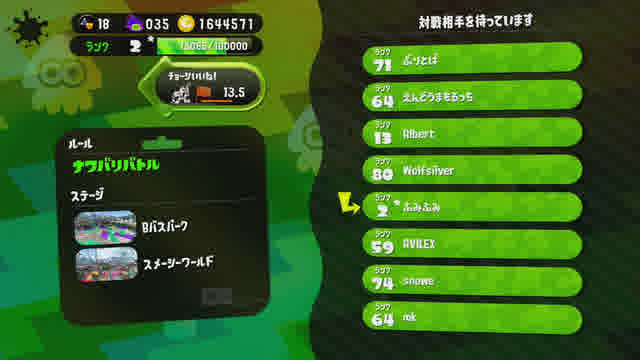 18 035 1644571
ランク 2* /100000
チョーシいいね!
13.5
ルール
ナワバリバトル
ステージ
Bバスパーク
スメーシーワールド
対戦相手を待っています
ランク 71 ぷりとぱ
ランク 64 えんどうまもるっち
ランク 13 Albert
ランク 80 Wolfsilver
ランク 2* ふみふみ
ランク 59 AVILEX
ランク 74 snowe
ランク 64 mk